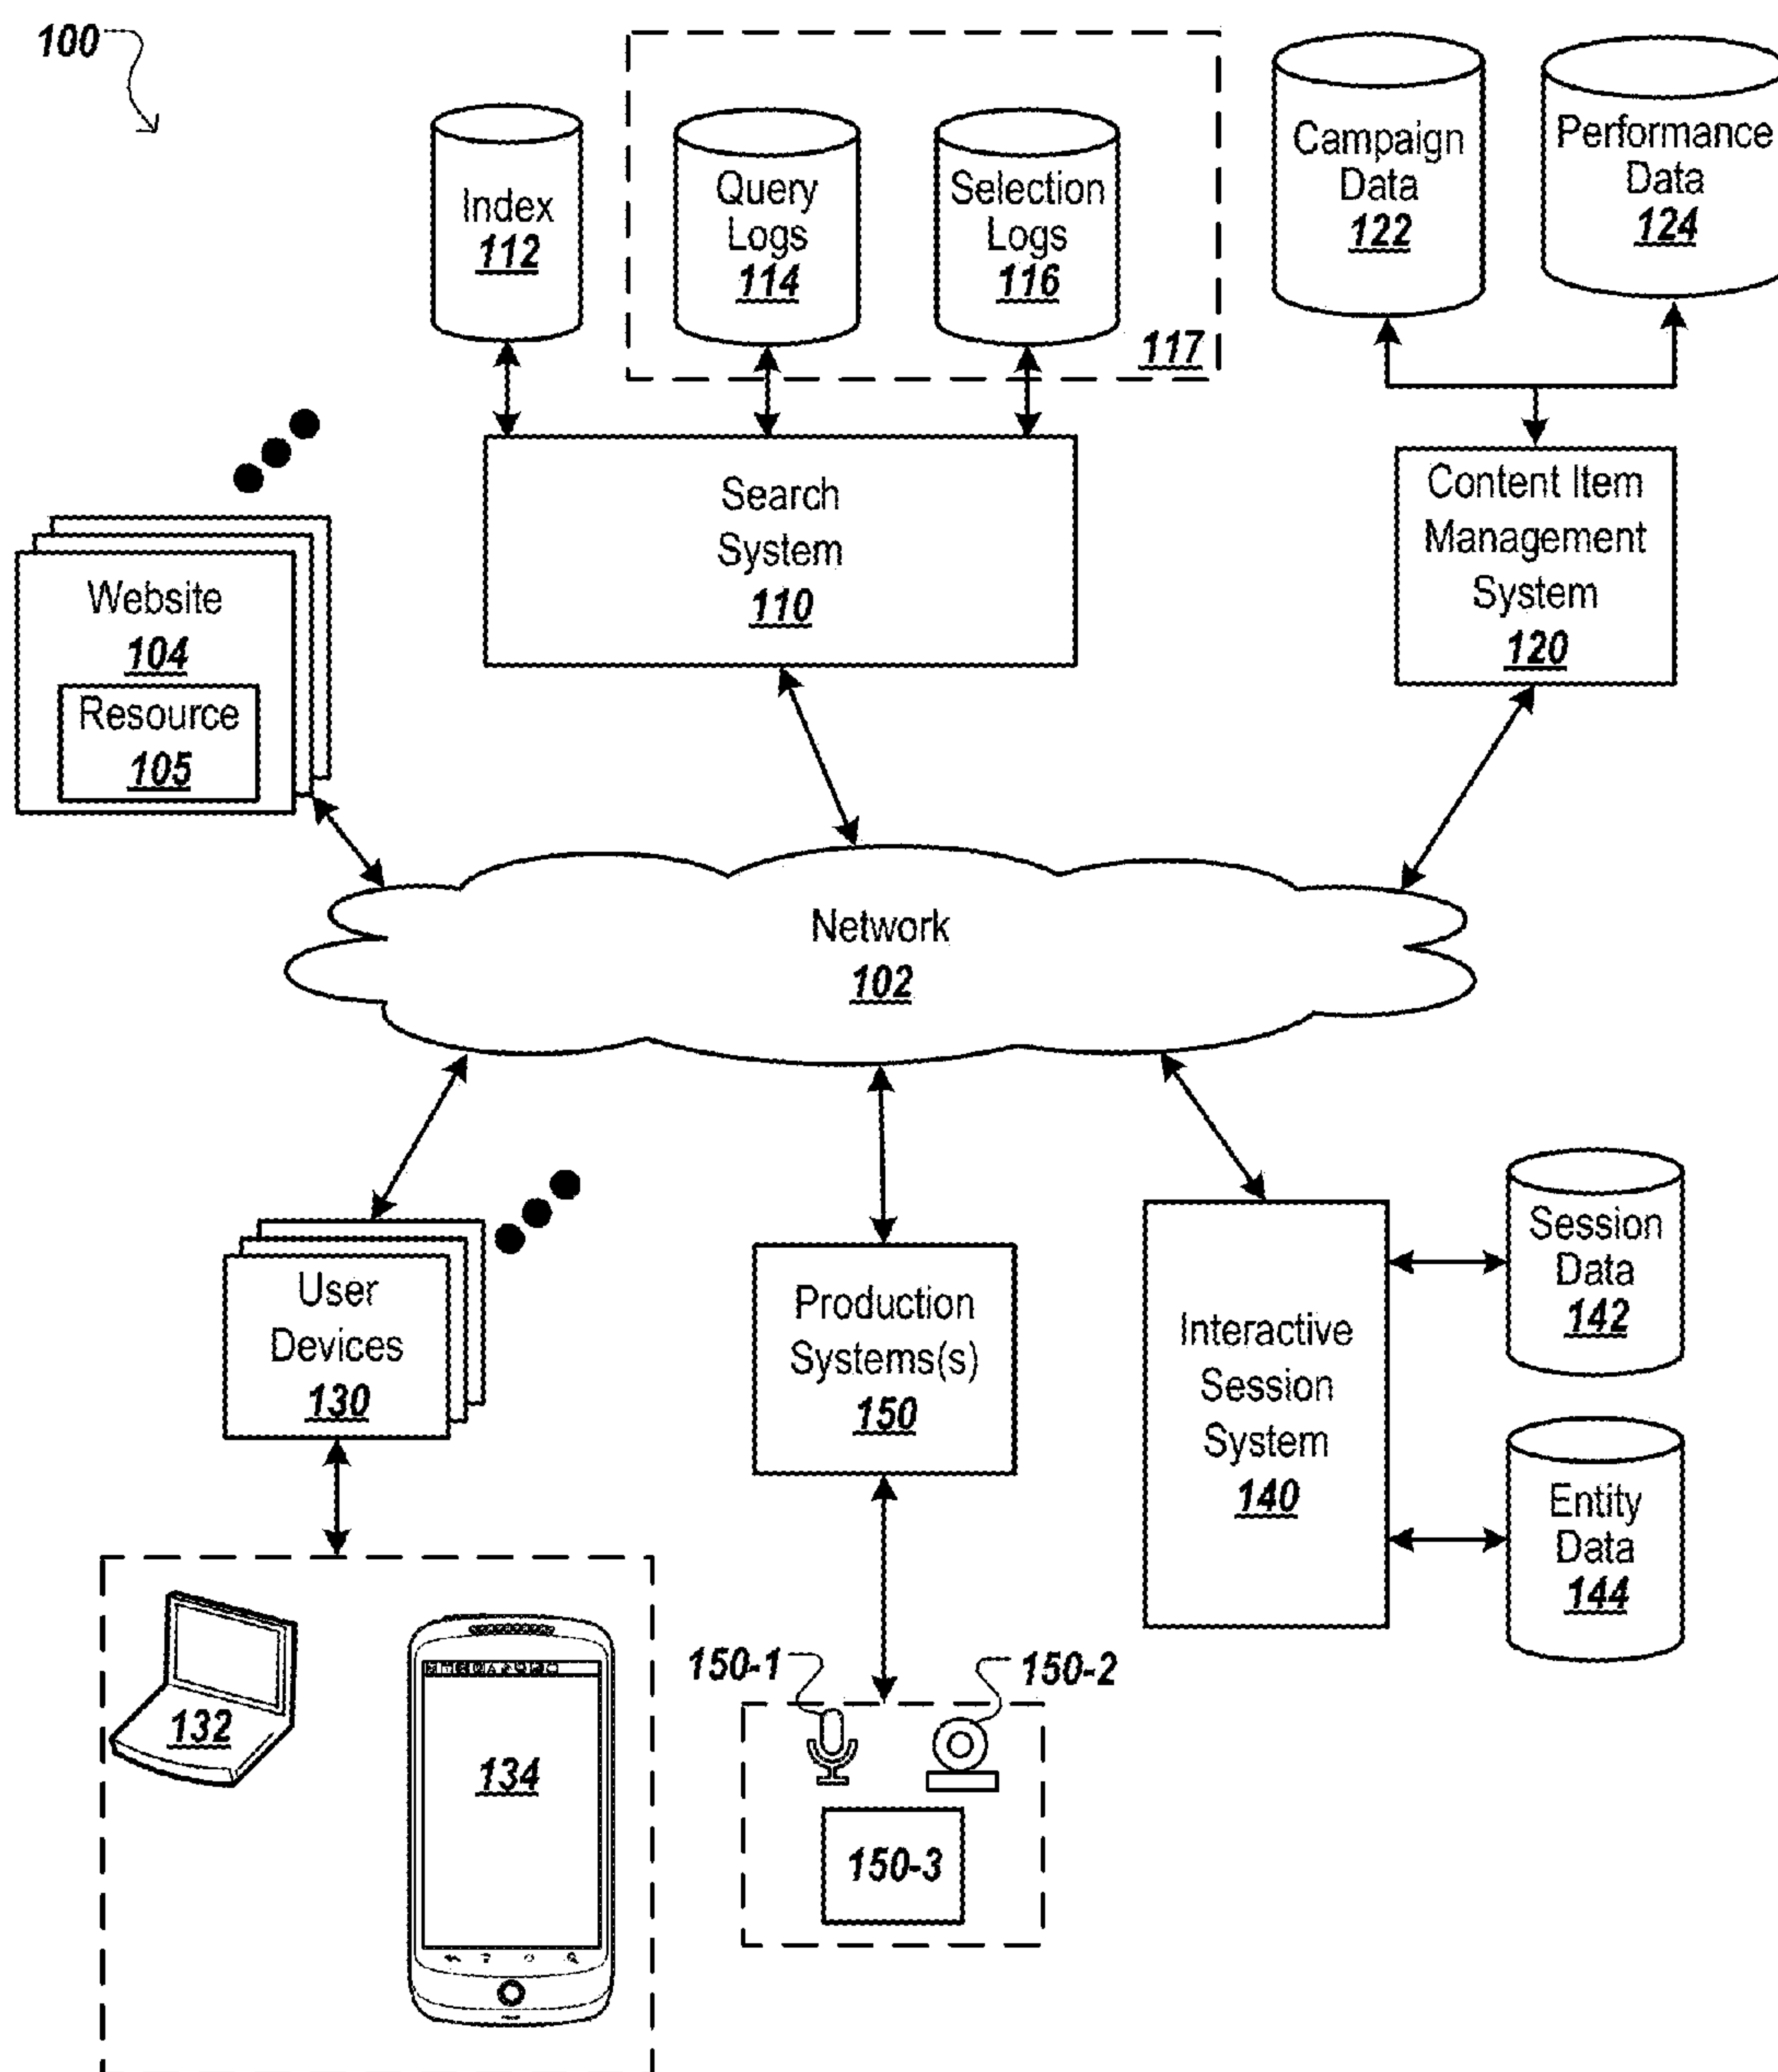 100
Index
112
Query
Logs
114
Selection
Logs
116
117
Campaign
Data
122
Performance
Data
124
Search
System
110
Content Item
Management
System
120
Website
104
Resource
105
Network
102
User
Devices
130
Production
Systems(s)
150
Interactive
Session
System
140
Session
Data
142
Entity
Data
144
132
134
150-1
150-2
150-3